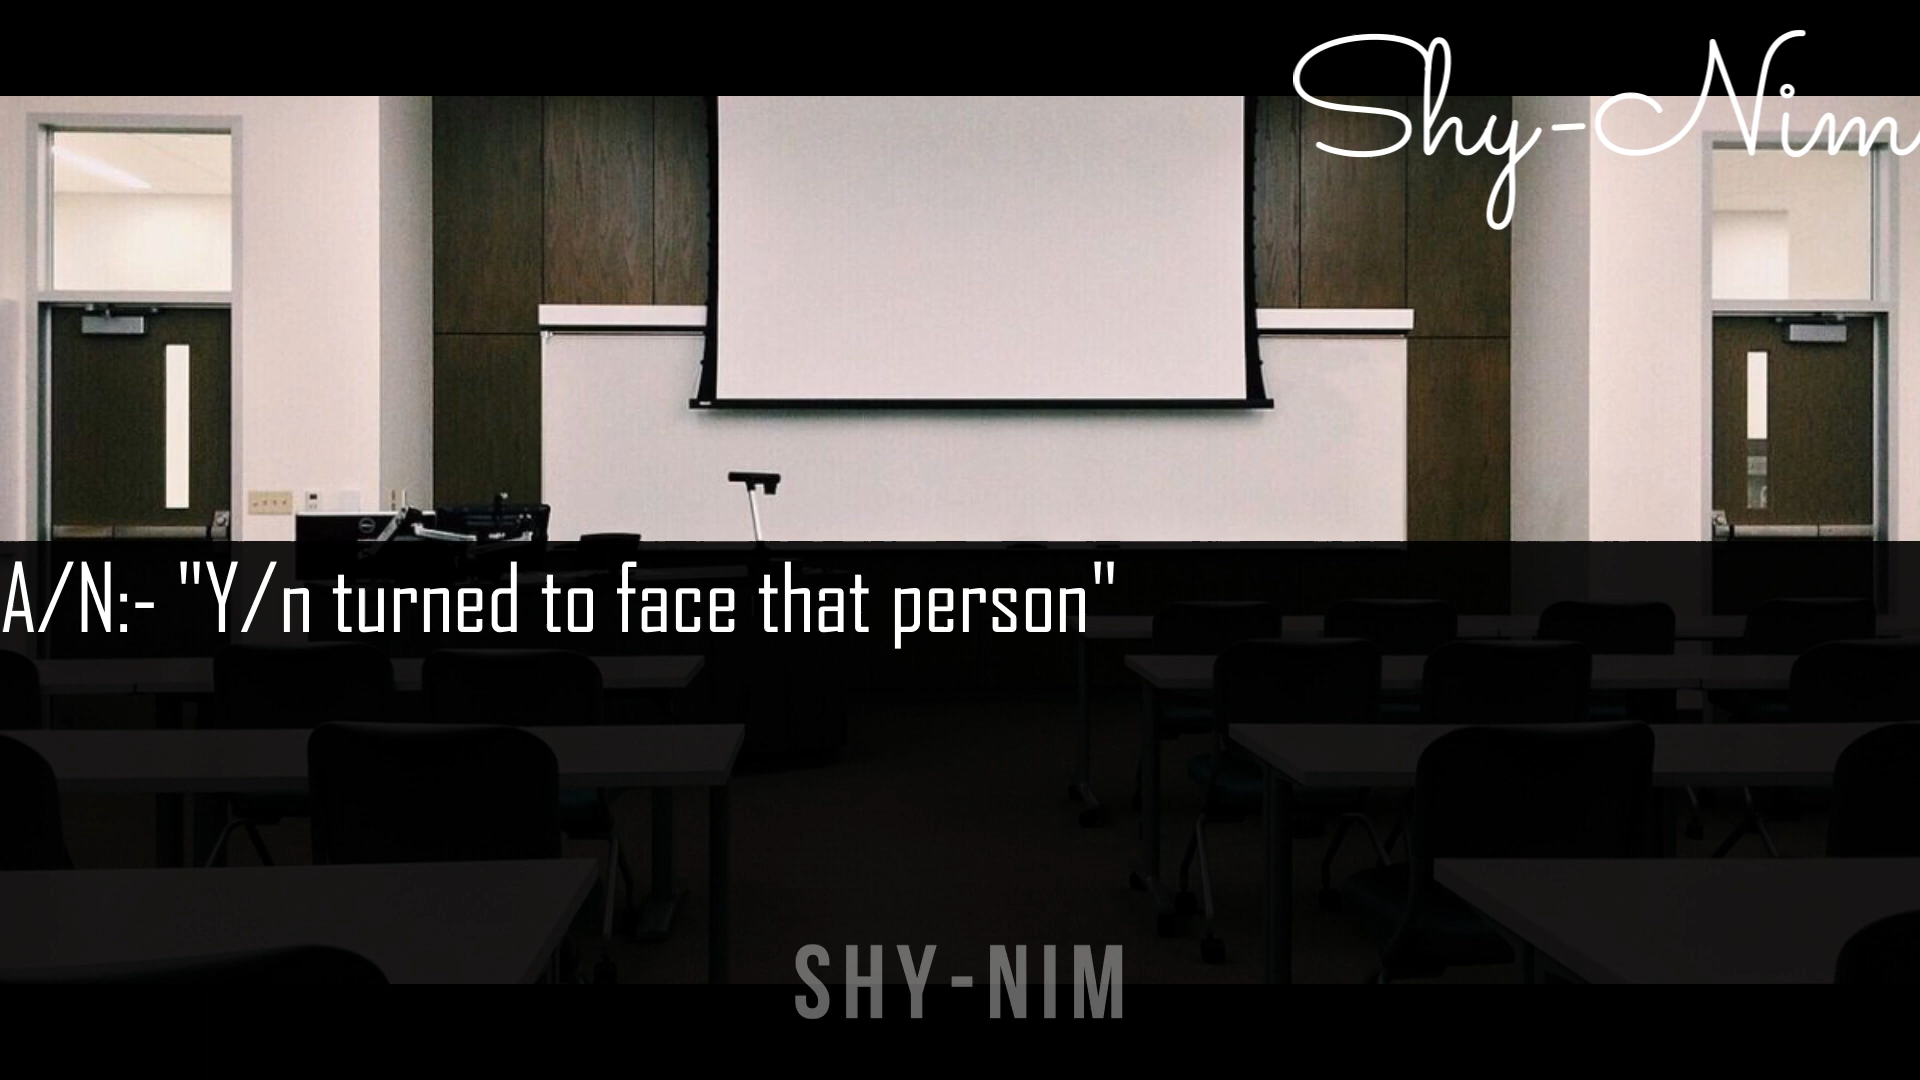 Shy-Nim
A/N:- "Y/n turned to face that person"
SHY-NIM